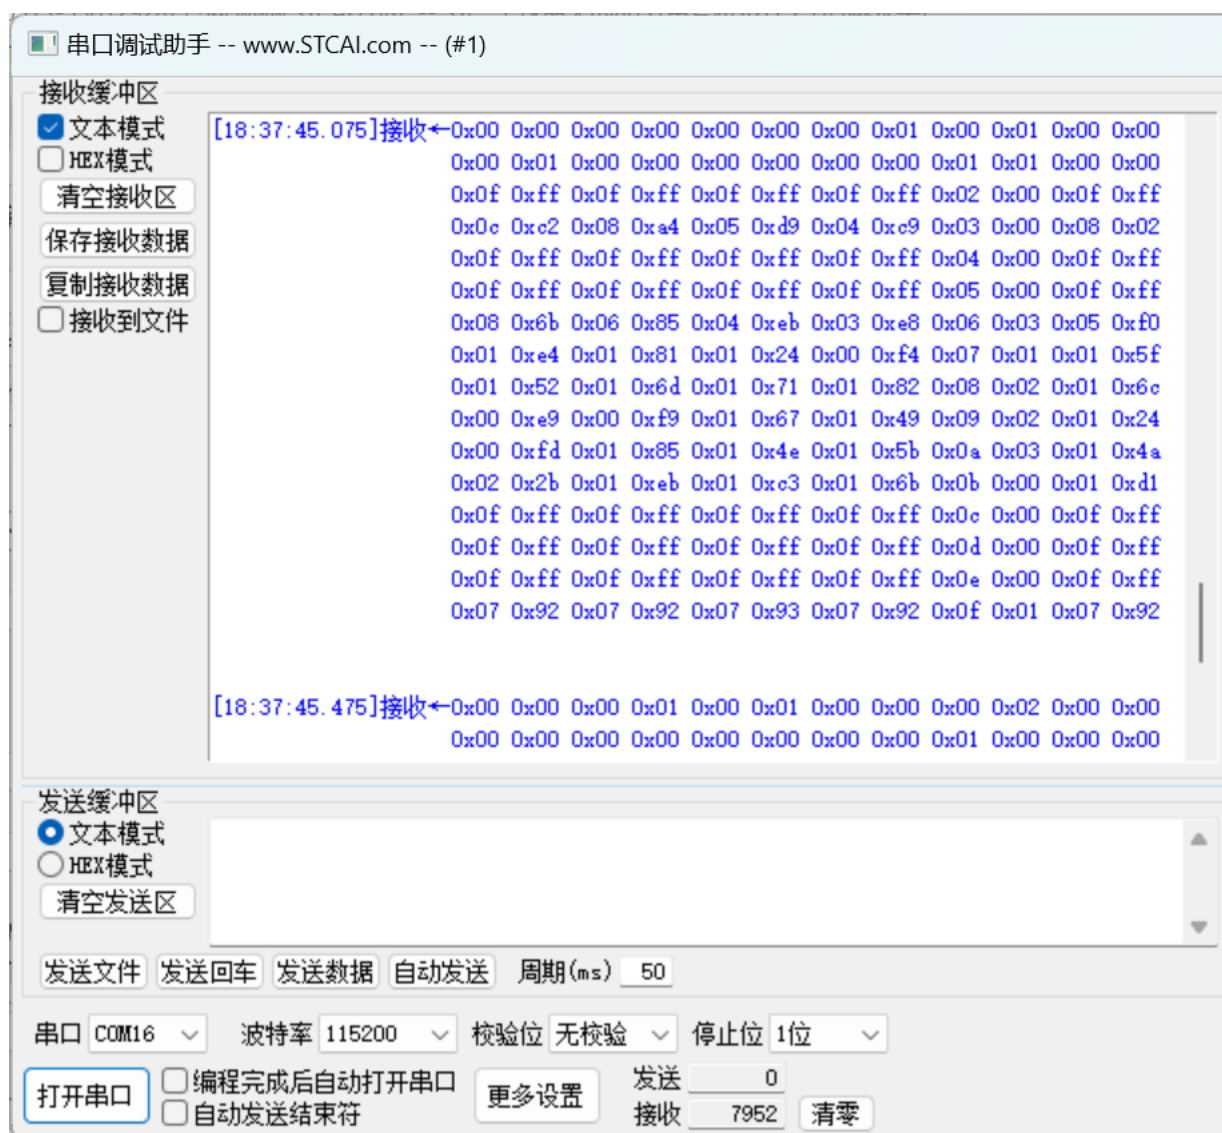 串口调试助手 -- www.STCAI.com -- (#1)
接收缓冲区
文本模式
HEX模式
清空接收区
保存接收数据
复制接收数据
接收到文件
[18:37:45.075]接收←0x00 0x00 0x00 0x00 0x00 0x00 0x00 0x01 0x00 0x01 0x00 0x00
0x00 0x01 0x00 0x00 0x00 0x00 0x00 0x00 0x01 0x01 0x00 0x00
0x0f 0xff 0x0f 0xff 0x0f 0xff 0x0f 0xff 0x02 0x00 0x0f 0xff
0x0c 0xc2 0x08 0xa4 0x05 0xd9 0x04 0xc9 0x03 0x00 0x08 0x02
0x0f 0xff 0x0f 0xff 0x0f 0xff 0x0f 0xff 0x04 0x00 0x0f 0xff
0x0f 0xff 0x0f 0xff 0x0f 0xff 0x0f 0xff 0x05 0x00 0x0f 0xff
0x08 0x6b 0x06 0x85 0x04 0xeb 0x03 0xe8 0x06 0x03 0x05 0xf0
0x01 0xe4 0x01 0x81 0x01 0x24 0x00 0xf4 0x07 0x01 0x01 0x5f
0x01 0x52 0x01 0x6d 0x01 0x71 0x01 0x82 0x08 0x02 0x01 0x6c
0x00 0xe9 0x00 0xf9 0x01 0x67 0x01 0x49 0x09 0x02 0x01 0x24
0x00 0xfd 0x01 0x85 0x01 0x4e 0x01 0x5b 0x0a 0x03 0x01 0x4a
0x02 0x2b 0x01 0xeb 0x01 0xc3 0x01 0x6b 0x0b 0x00 0x01 0xd1
0x0f 0xff 0x0f 0xff 0x0f 0xff 0x0f 0xff 0x0c 0x00 0x0f 0xff
0x0f 0xff 0x0f 0xff 0x0f 0xff 0x0f 0xff 0x0d 0x00 0x0f 0xff
0x0f 0xff 0x0f 0xff 0x0f 0xff 0x0f 0xff 0x0e 0x00 0x0f 0xff
0x07 0x92 0x07 0x92 0x07 0x93 0x07 0x92 0x0f 0x01 0x07 0x92
[18:37:45.475]接收←0x00 0x00 0x00 0x01 0x00 0x01 0x00 0x00 0x00 0x02 0x00 0x00
0x00 0x00 0x00 0x00 0x00 0x00 0x00 0x00 0x01 0x00 0x00 0x00
发送缓冲区
文本模式
HEX模式
清空发送区
发送文件 发送回车 发送数据 自动发送 周期(ms) 50
串口 COM16 波特率 115200 校验位 无校验 停止位 1位
打开串口 编程完成后自动打开串口 更多设置 发送 0
自动发送结束符 接收 7952 清零